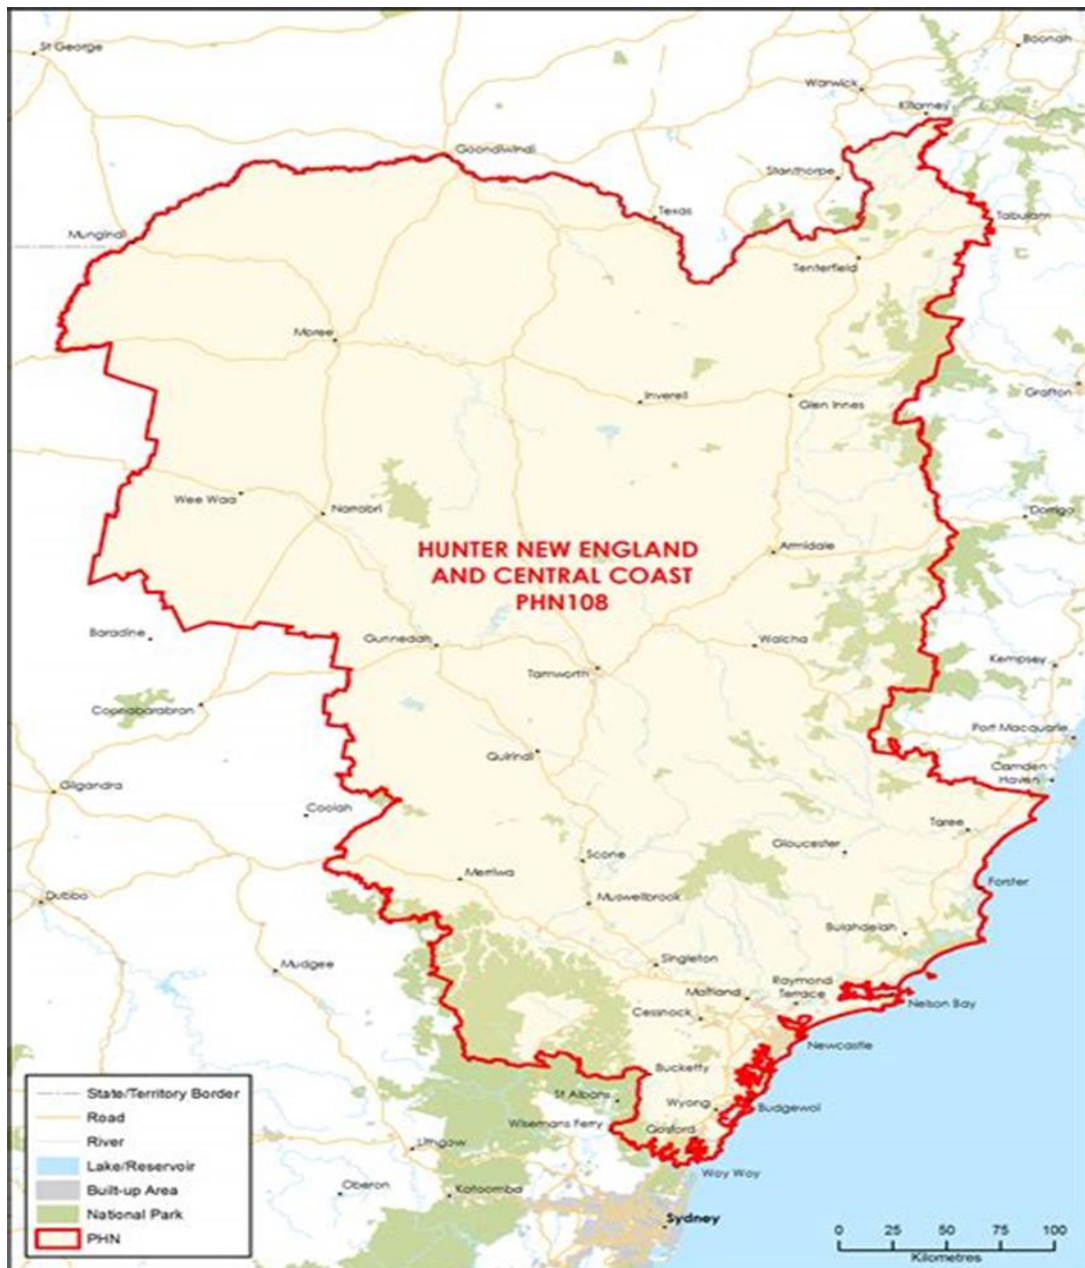 St George
Boonah
Warwick
Killarney
Goondiwindi
Stanthorpe
Texas
Tabulam
Mungindi
Tenterfield
Moree
Inverell
Glen Innes
Grafton
Wee Waa
Narrabri
Dorrigo
HUNTER NEW ENGLAND
AND CENTRAL COAST
PHN108
Armidale
Baradine
Gunnedah
Walcha
Kempsey
Tamworth
Coonabarabran
Port Macquarie
Quirindi
Camden
Haven
Gilgandra
Coolah
Taree
Gloucester
Scone
Merriwa
Forster
Muswellbrook
Dubbo
Bulahdelah
Mudgee
Singleton
Raymond
Terrace
Maitland
Nelson Bay
Cessnock
Newcastle
Bucketty
St Albans
Wyong
Budgewoi
Wisemans Ferry
Gosford
Lithgow
Woy Woy
Oberon
Katoomba
Sydney
State/Territory Border
Road
River
Lake/Reservoir
Built-up Area
National Park
PHN
0 25 50 75 100
Kilometres